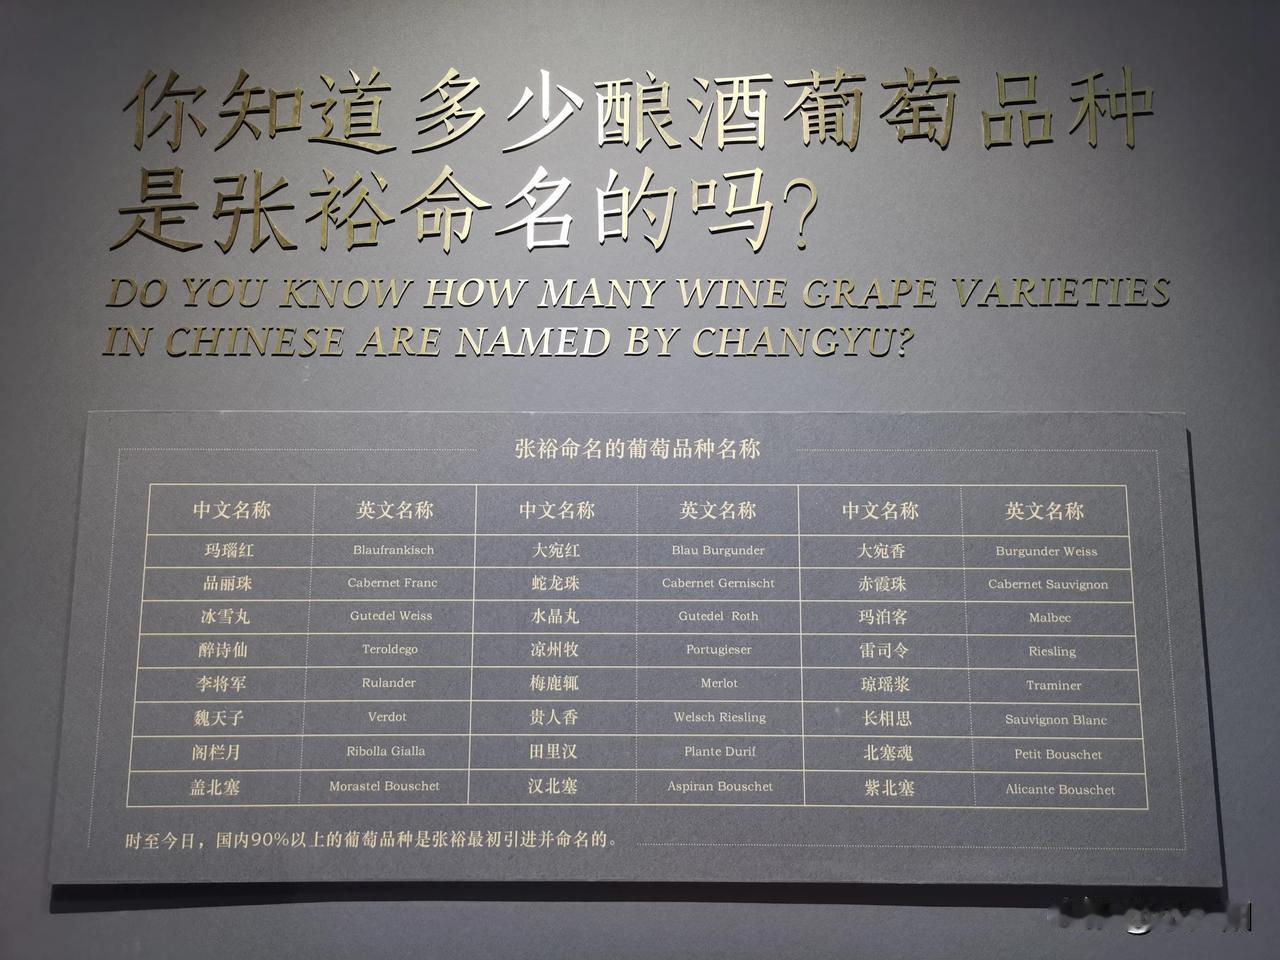 你知道多少酿酒葡萄品种
是张裕命名的吗?
DO YOU KNOW HOW MANY WINE GRAPE VARIETIES
IN CHINESE ARE NAMED BY CHANGYU?
张裕命名的葡萄品种名称
中文名称 英文名称 中文名称 英文名称 中文名称 英文名称
玛瑙红 Blaufrankisch 大宛红 Blau Burgunder 大宛香 Burgunder Weiss
品丽珠 Cabernet Franc 蛇龙珠 Cabernet Gernischt 赤霞珠 Cabernet Sauvignon
冰雪丸 Gutedel Weiss 水晶丸 Gutedel Roth 玛泊客 Malbec
醉诗仙 Teroldego 凉州牧 Portugieser 雷司令 Riesling
李将军 Rulander 梅鹿辄 Merlot 琼瑶浆 Traminer
魏天子 Verdot 贵人香 Welsch Riesling 长相思 Sauvignon Blanc
阁栏月 Ribolla Gialla 田里汉 Plante Durif 北塞魂 Petit Bouschet
盖北塞 Morastel Bouschet 汉北塞 Aspiran Bouschet 紫北塞 Alicante Bouschet
时至今日，国内90%以上的葡萄品种是张裕最初引进并命名的。